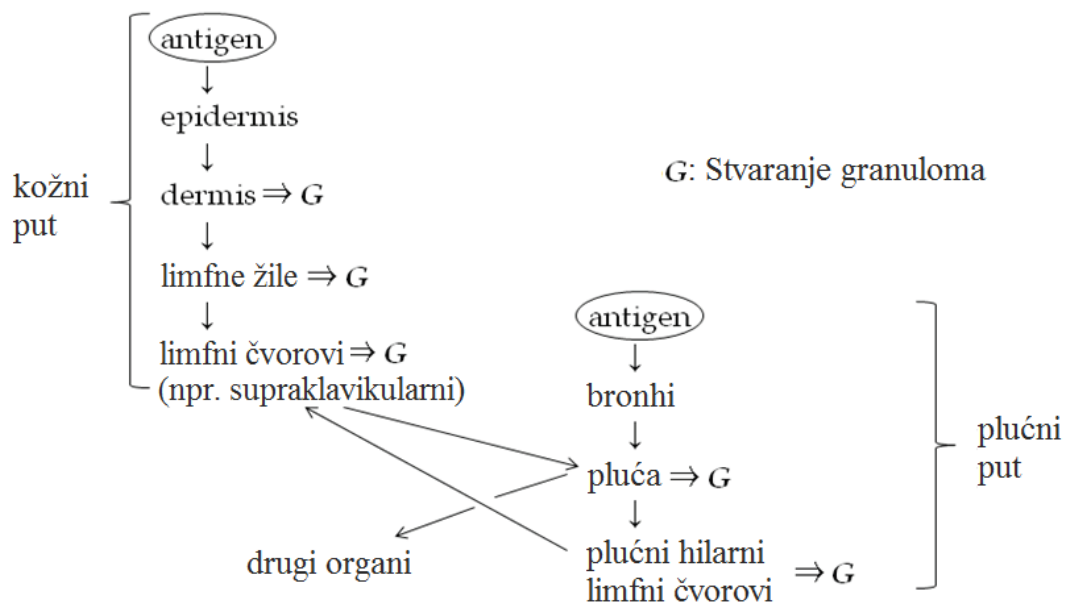 antigen
↓
epidermis
↓
kožni
put
dermis ⇒ G
↓
limfne žile ⇒ G
↓
limfni čvorovi ⇒ G
(npr. supraklavikularni)
G: Stvaranje granuloma
antigen
↓
bronhi
↓
pluća ⇒ G
↓
plućni hilarni
limfni čvorovi ⇒ G
plućni
put
drugi organi